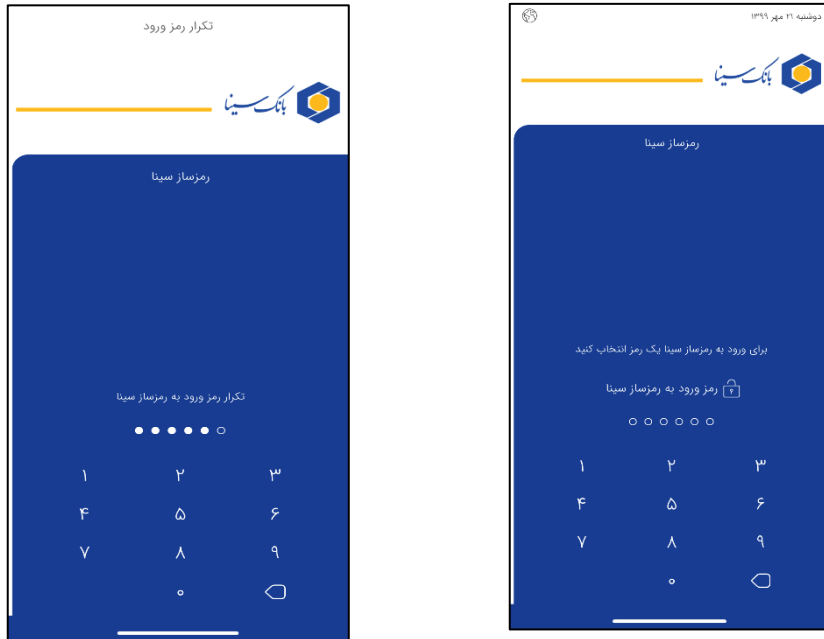 دوشنبه ۲۱ مهر ۱۳۹۹
بانک سینا
رمزساز سینا
برای ورود به رمزساز سینا یک رمز انتخاب کنید
رمز ورود به رمزساز سینا
۱ ۲ ۳
۴ ۵ ۶
۷ ۸ ۹
۰
تکرار رمز ورود
بانک سینا
رمزساز سینا
تکرار رمز ورود به رمزساز سینا
۱ ۲ ۳
۴ ۵ ۶
۷ ۸ ۹
۰